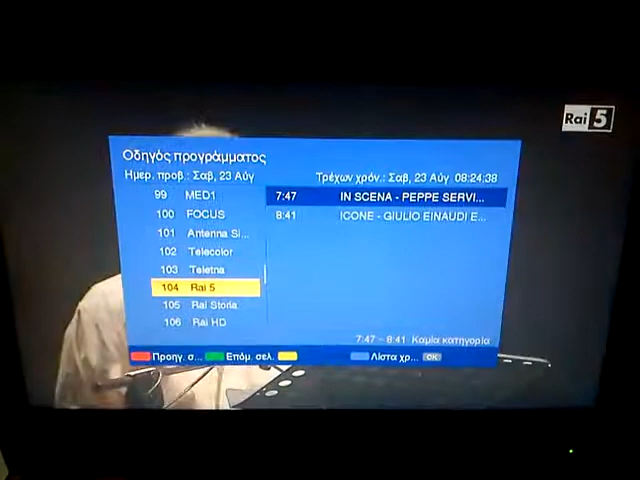 Rai 5
Οδηγός προγράμματος
Ημερ. προβ.: Σαβ, 23 Αύγ Τρέχων χρόν.: Σαβ, 23 Αύγ 08:24:38
99 MED1 7:47 IN SCENA - PEPPE SERVI...
100 FOCUS 8:41 ICONE - GIULIO EINAUDI E...
101 Antenna Si...
102 Telecolor
103 Teletna
104 Rai 5
105 Rai Storia
106 Rai HD
7:47 - 8:41 Καμία κατηγορία
Προηγ. σ... Επόμ. σελ. Λίστα χρ... OK